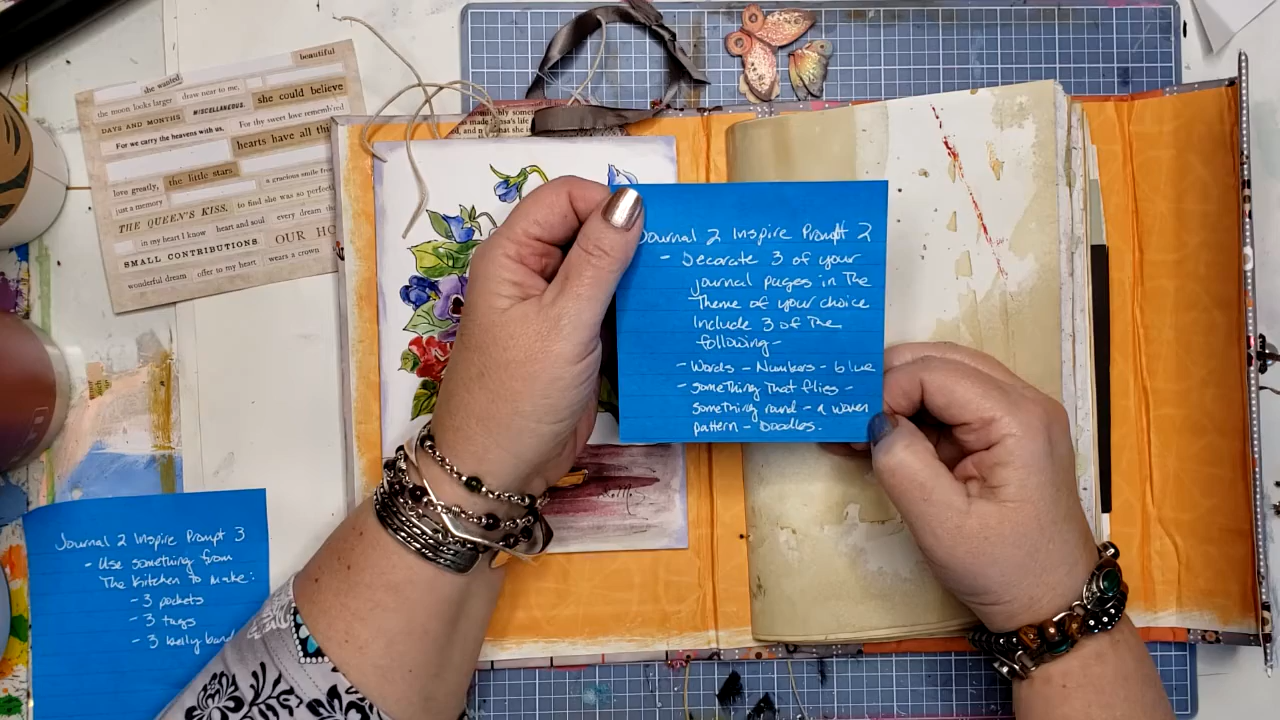 beautiful
she wanted
the moon looks larger
draw near to me,
DAYS AND MONTHS
MISCELLANEOUS.
she could believe
For we carry the heavens with us,
For thy sweet love rememb'red
hearts have all thi
love greatly,
the little stars
a gracious smile fre
just a memory
THE QUEEN'S KISS,
to find she was so perfect
in my heart I know
heart and soul
every dream th
SMALL CONTRIBUTIONS
OUR HO
wonderful dream
offer to my heart
wears a crown
Journal 2 Inspire Prompt 2
- Decorate 3 of your
journal pages in The
Theme of your choice
Include 3 of The
following-
- Words - Numbers - blue
- something That flies -
something round - a woven
pattern - Doodles.
Journal 2 Inspire Prompt 3
- Use something from
The Kitchen to Make:
- 3 pockets
- 3 tags
- 3 belly band